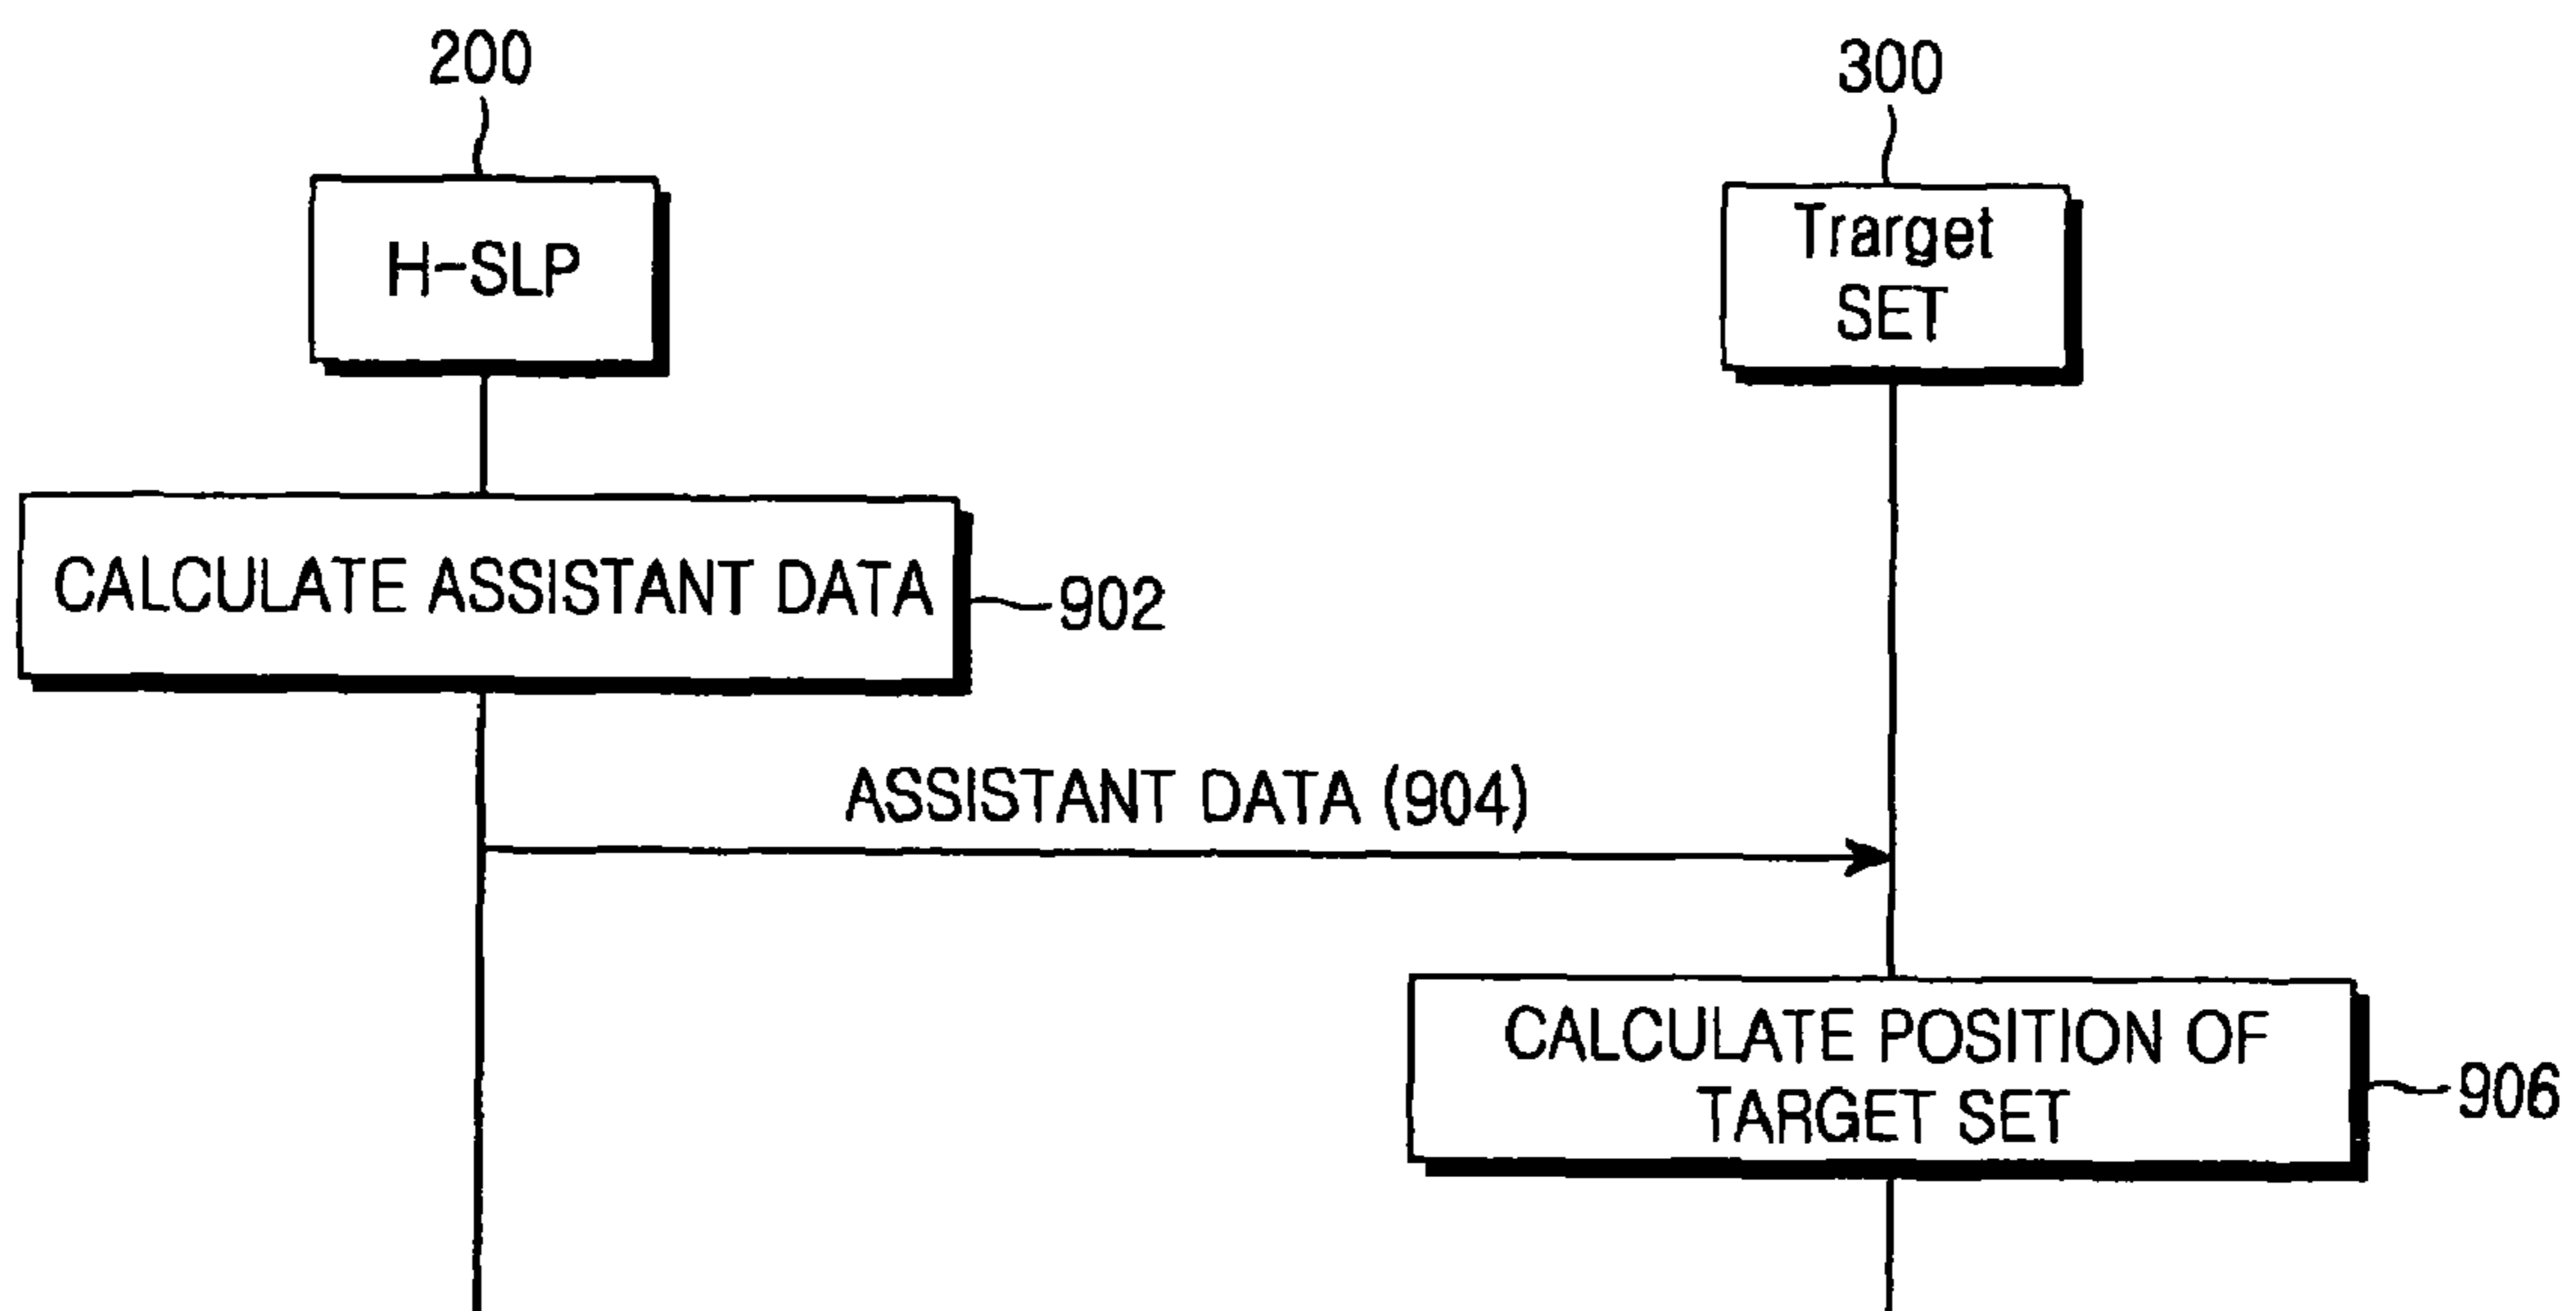 200
300
H-SLP
Trarget
SET
CALCULATE ASSISTANT DATA
902
ASSISTANT DATA (904)
CALCULATE POSITION OF
TARGET SET
906